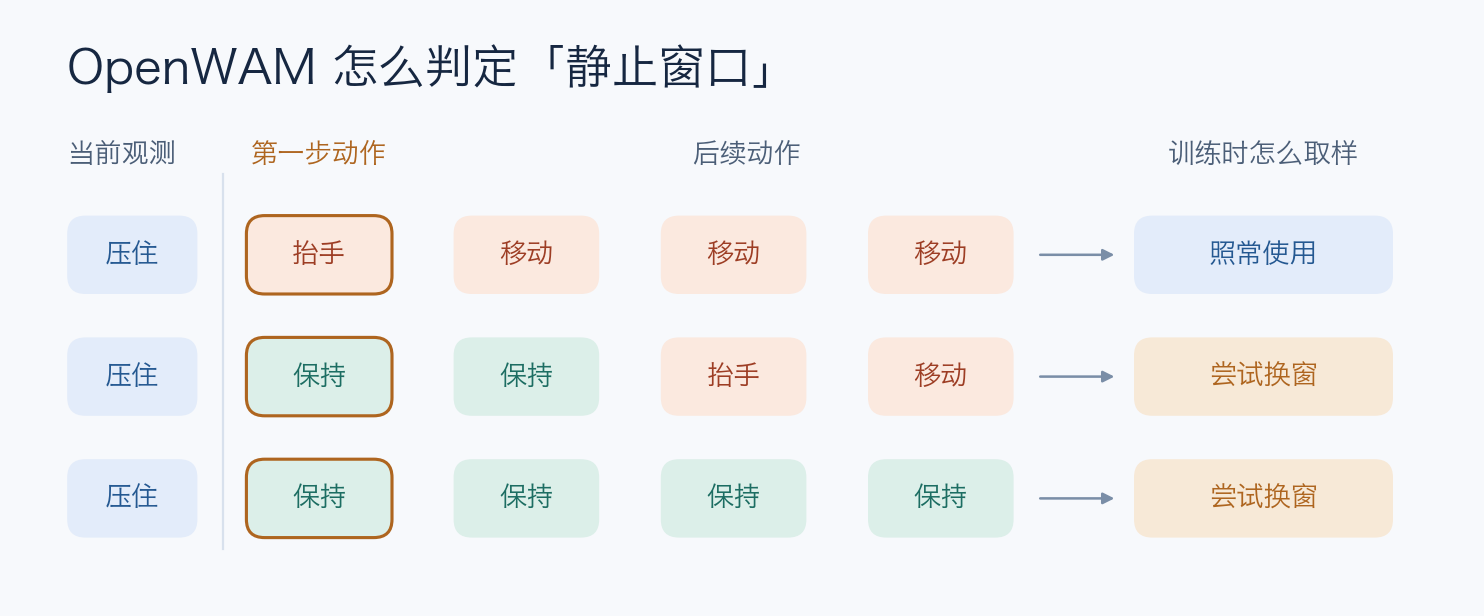 OpenWAM 怎么判定「静止窗口」
当前观测 第一步动作 后续动作 训练时怎么取样
压住 抬手 移动 移动 移动 照常使用
压住 保持 保持 抬手 移动 尝试换窗
压住 保持 保持 保持 保持 尝试换窗